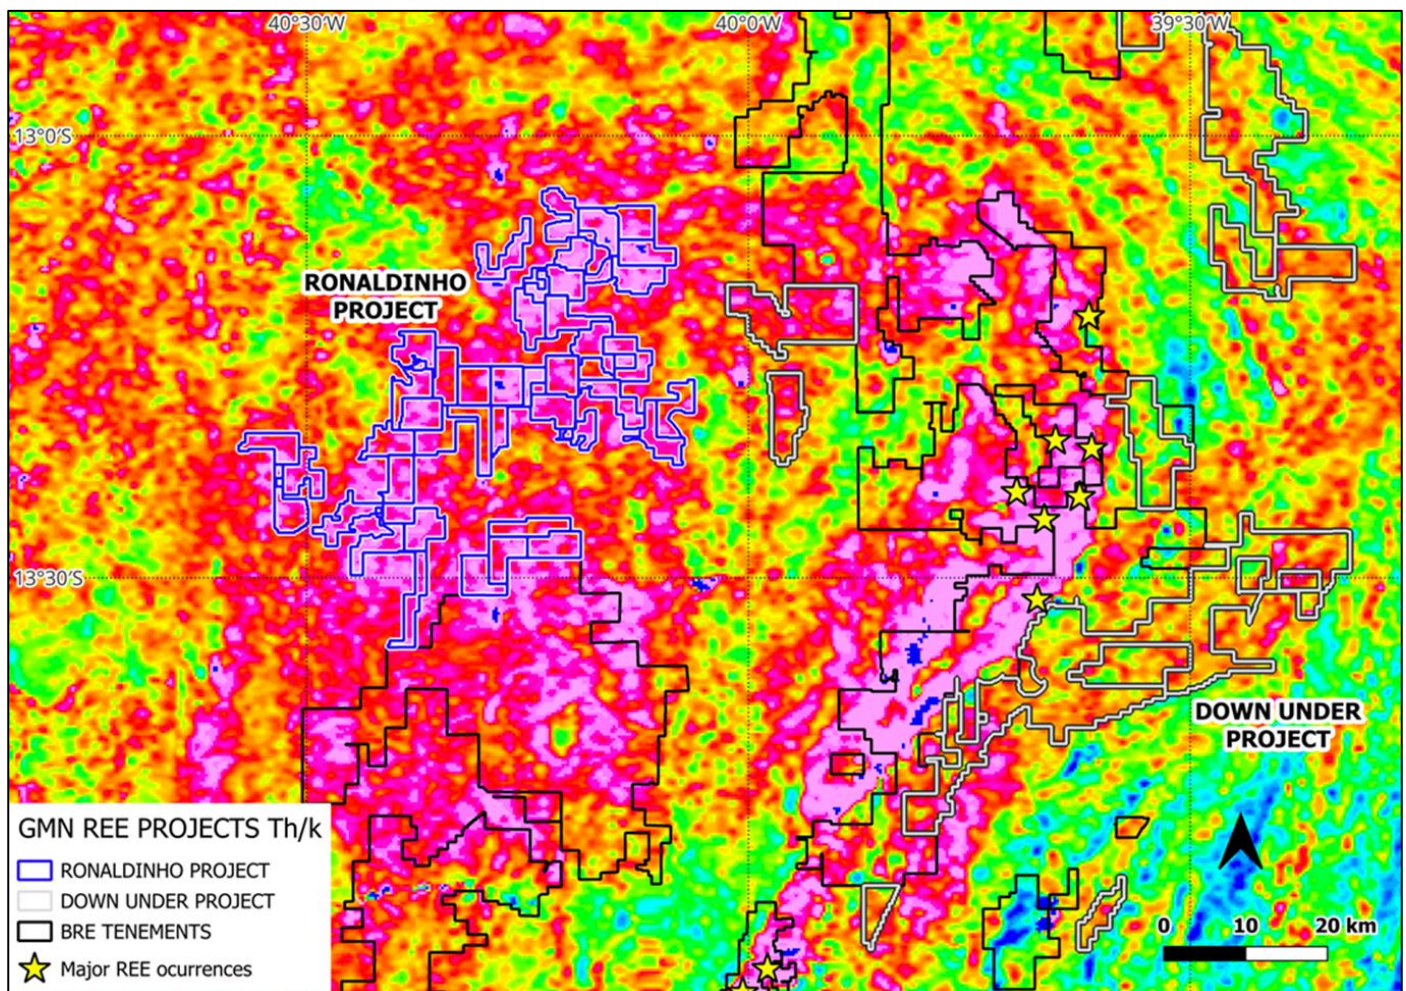 40°30′W
40°0′W
39°30′W
13°0′S
RONALDINHO
PROJECT
13°30′S
DOWN UNDER
PROJECT
GMN REE PROJECTS Th/k
RONALDINHO PROJECT
DOWN UNDER PROJECT
BRE TENEMENTS
Major REE ocurrences
0 10 20 km